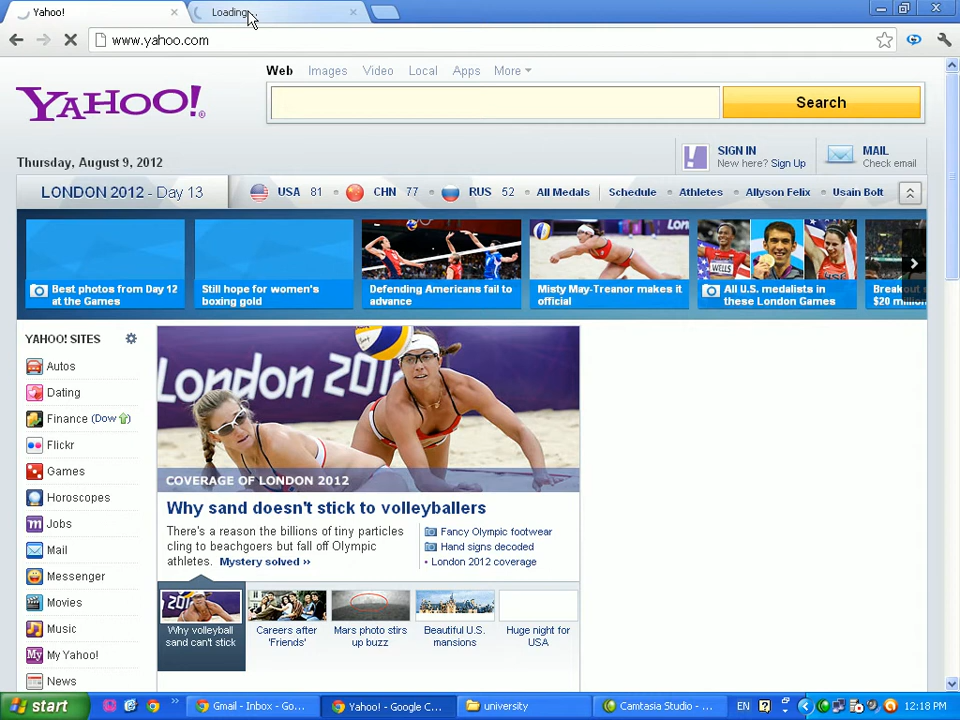 Yahoo!
Loading...
www.yahoo.com
Web Images Video Local Apps More
YAHOO!
Search
Thursday, August 9, 2012
SIGN IN
New here? Sign Up
MAIL
Check email
LONDON 2012 - Day 13
USA 81 CHN 77 RUS 52 All Medals Schedule Athletes Allyson Felix Usain Bolt
Best photos from Day 12
at the Games
Still hope for women's
boxing gold
Defending Americans fail to
advance
Misty May-Treanor makes it
official
All U.S. medalists in
these London Games
$20
YAHOO! SITES
Autos
Dating
Finance (Dow)
Flickr
Games
Horoscopes
Jobs
Mail
Messenger
Movies
Music
My Yahoo!
News
London 2012
COVERAGE OF LONDON 2012
Why sand doesn't stick to volleyballers
There's a reason the billions of tiny particles
cling to beachgoers but fall off Olympic
athletes. Mystery solved »
Fancy Olympic footwear
Hand signs decoded
• London 2012 coverage
Why volleyball
sand can't stick
Careers after
'Friends'
Mars photo stirs
up buzz
Beautiful U.S.
mansions
Huge night for
USA
start
Gmail - Inbox - Go...
Yahoo! - Google C...
university
Camtasia Studio - ...
EN
12:18 PM